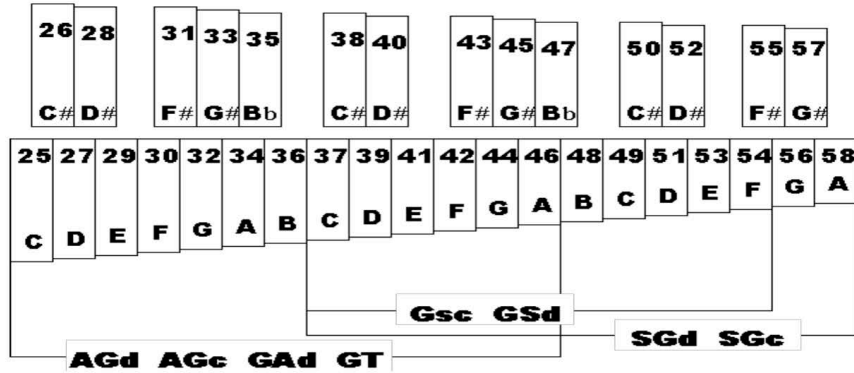 26 28 31 33 35 38 40 43 45 47 50 52 55 57
C# D# F# G# Bb C# D# F# G# Bb C# D# F# G#
25 27 29 30 32 34 36 37 39 41 42 44 46 48 49 51 53 54 56 58
C D E F G A B C D E F G A B C D E F G A
Gsc GSd
SGd SGc
AGd AGc GAd GT